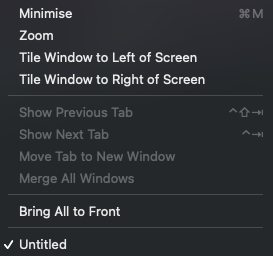 Minimise ⌘M
Zoom
Tile Window to Left of Screen
Tile Window to Right of Screen
Show Previous Tab ^⇧⇥
Show Next Tab ^⇥
Move Tab to New Window
Merge All Windows
Bring All to Front
✓ Untitled